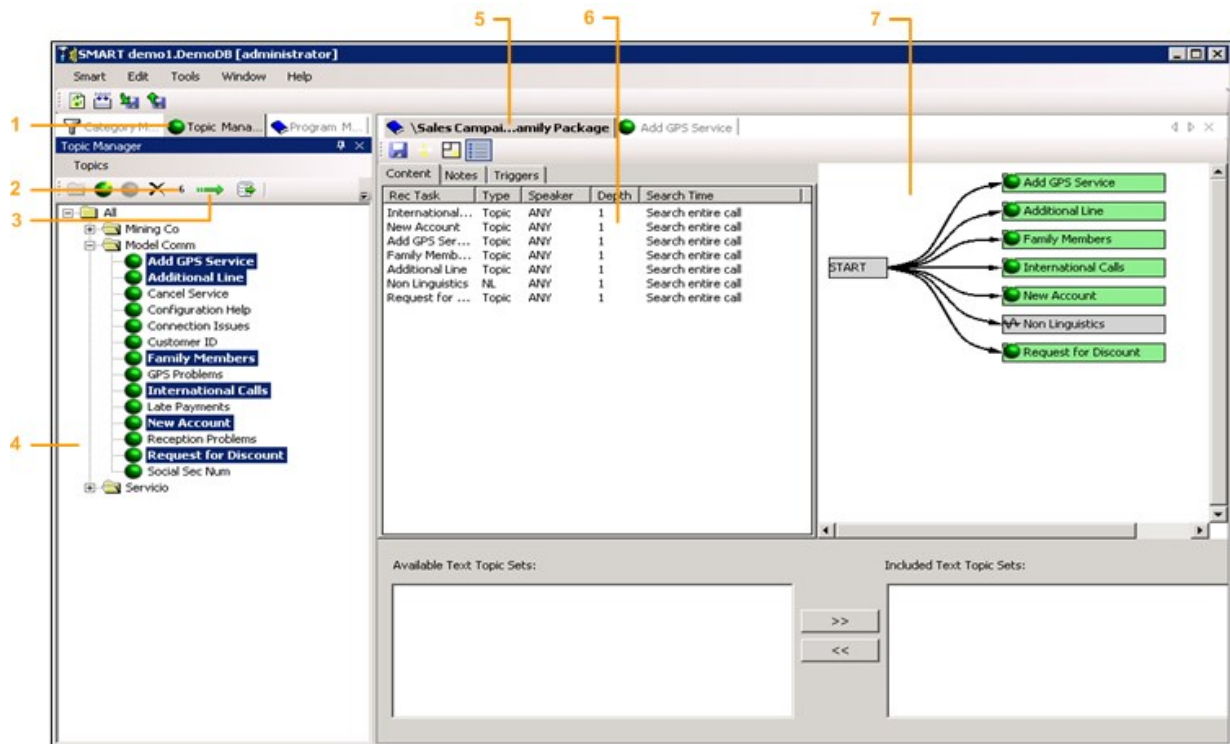 5
6
7
SMART demo1.DemoDB [administrator]
Smart Edit Tools Window Help
1
Category M... Topic Mana... Program M...
\Sales Campai...amily Package Add GPS Service
Topic Manager
Topics
2
6
3
Content Notes Triggers
Rec Task Type Speaker Depth Search Time
International... Topic ANY 1 Search entire call
New Account Topic ANY 1 Search entire call
Add GPS Ser... Topic ANY 1 Search entire call
Family Memb... Topic ANY 1 Search entire call
Additional Line Topic ANY 1 Search entire call
Non Linguistics NL ANY 1 Search entire call
Request for ... Topic ANY 1 Search entire call
All
Mining Co
Model Comm
Add GPS Service
Additional Line
Cancel Service
Configuration Help
Connection Issues
Customer ID
Family Members
GPS Problems
International Calls
Late Payments
New Account
Reception Problems
Request for Discount
Social Sec Num
Servicio
4
START
Add GPS Service
Additional Line
Family Members
International Calls
New Account
Non Linguistics
Request for Discount
Available Text Topic Sets:
Included Text Topic Sets:
>>
<<